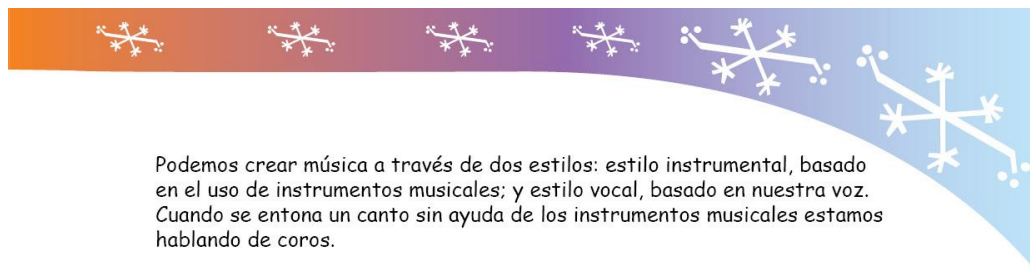 Podemos crear música a través de dos estilos: estilo instrumental, basado
en el uso de instrumentos musicales; y estilo vocal, basado en nuestra voz.
Cuando se entona un canto sin ayuda de los instrumentos musicales estamos
hablando de coros.